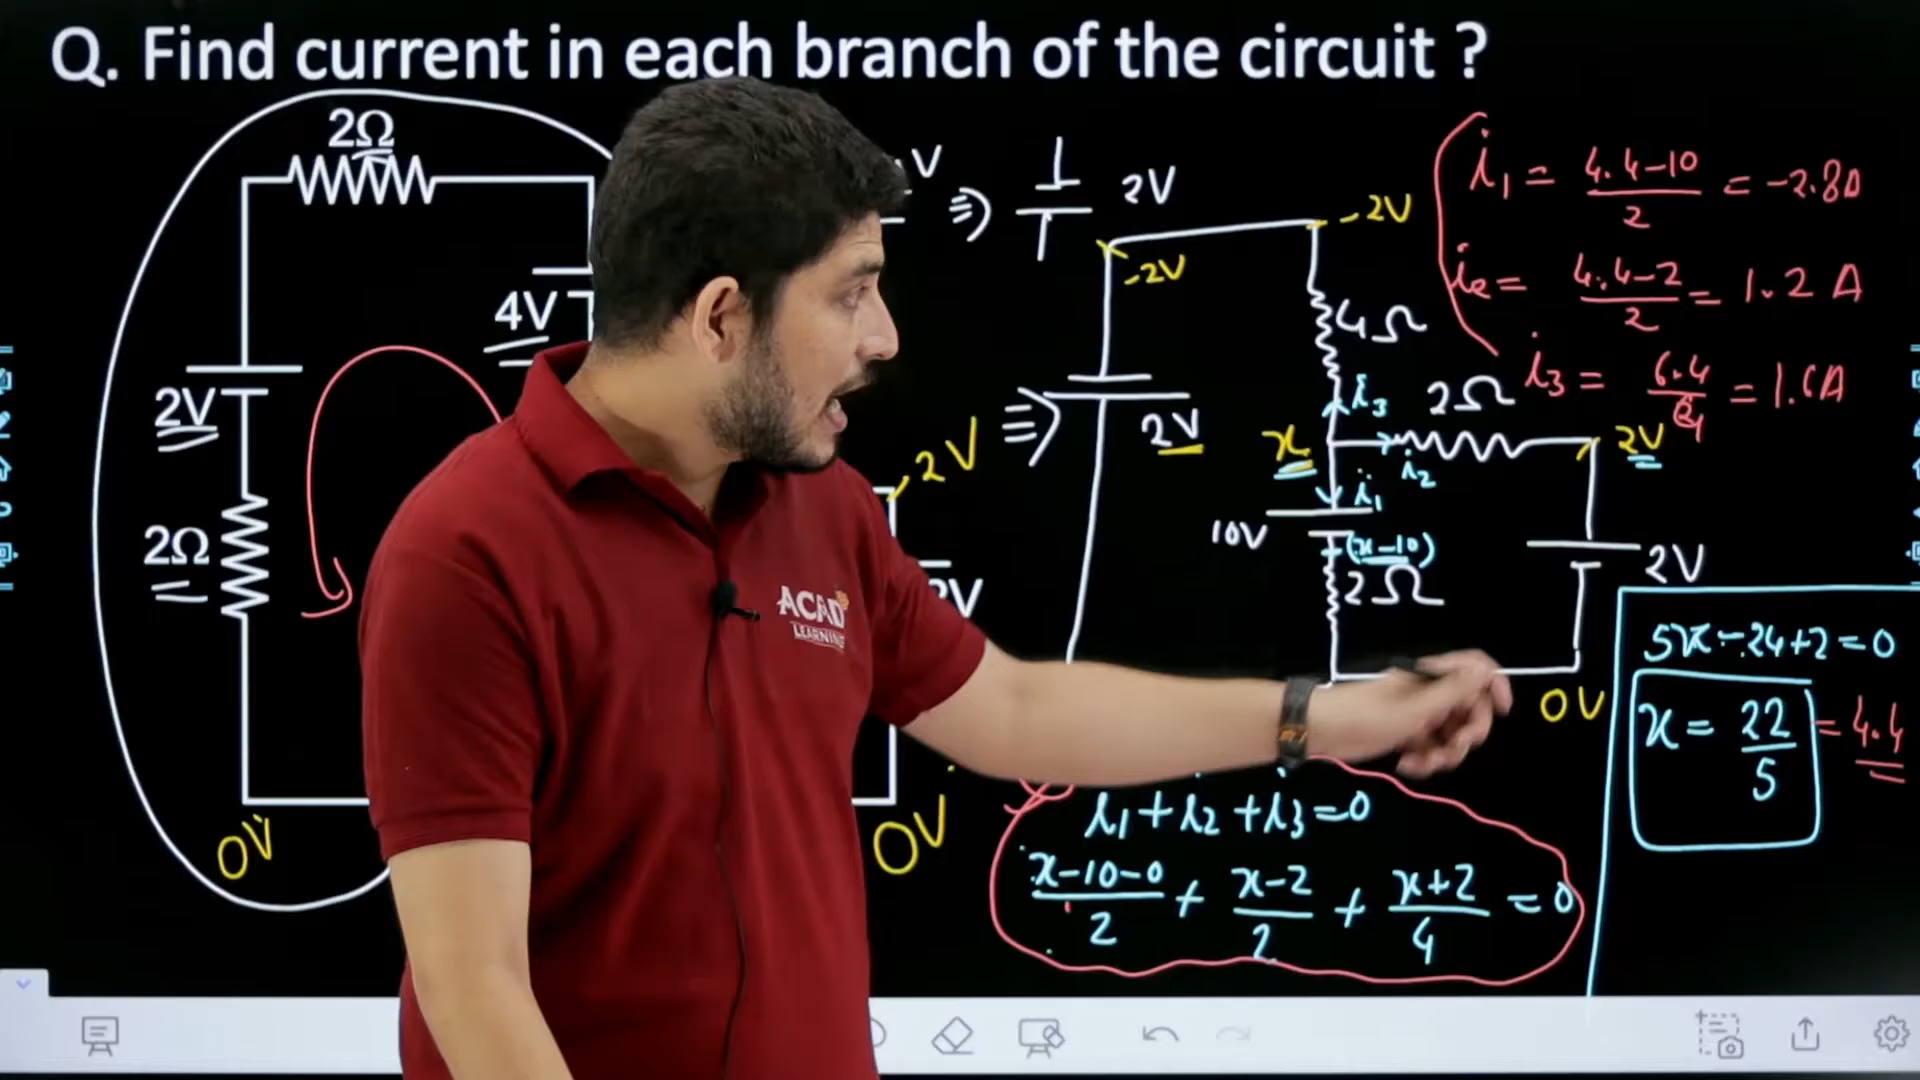 Q. Find current in each branch of the circuit ?
2Ω
4V
2V
2Ω
0V
V
⇒
2V
-2V
-2V
4Ω
i3
2Ω
⇒
2V
2V
x
i2
2V
i1
10V
(x-10)
2Ω
2V
2V
0V
0V
i1 = 4.4-10/2 = -2.8A
i2 = 4.4-2/2 = 1.2 A
i3 = 6.4/4 = 1.6A
ACAD
LEARNING
i1 + i2 + i3 = 0
x-10-0/2 + x-2/2 + x+2/4 = 0
5x-24+2=0
x = 22/5 = 4.4